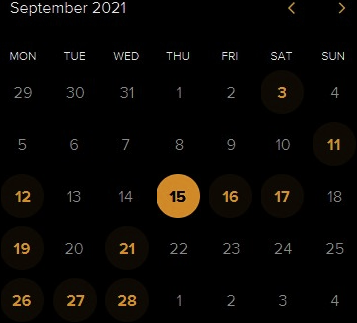 September 2021
MON TUE WED THU FRI SAT SUN
29 30 31 1 2 3 4
5 6 7 8 9 10 11
12 13 14 15 16 17 18
19 20 21 22 23 24 25
26 27 28 1 2 3 4